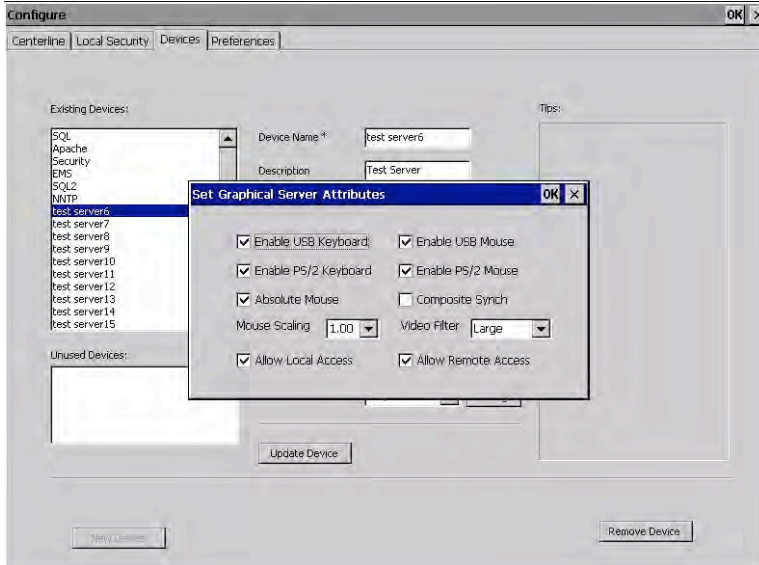 Configure OK ×
Centerline Local Security Devices Preferences
Existing Devices:
Tips:
SQL
Apache
Security
EMS
SQL2
NNTP
test server6
test server7
test server8
test server9
test server10
test server11
test server12
test server13
test server14
test server15
Device Name * test server6
Description Test Server
Set Graphical Server Attributes OK ×
Enable USB Keyboard Enable USB Mouse
Enable PS/2 Keyboard Enable PS/2 Mouse
Absolute Mouse Composite Synch
Mouse Scaling 1.00 Video Filter Large
Allow Local Access Allow Remote Access
Unused Devices:
Update Device
New Device Remove Device